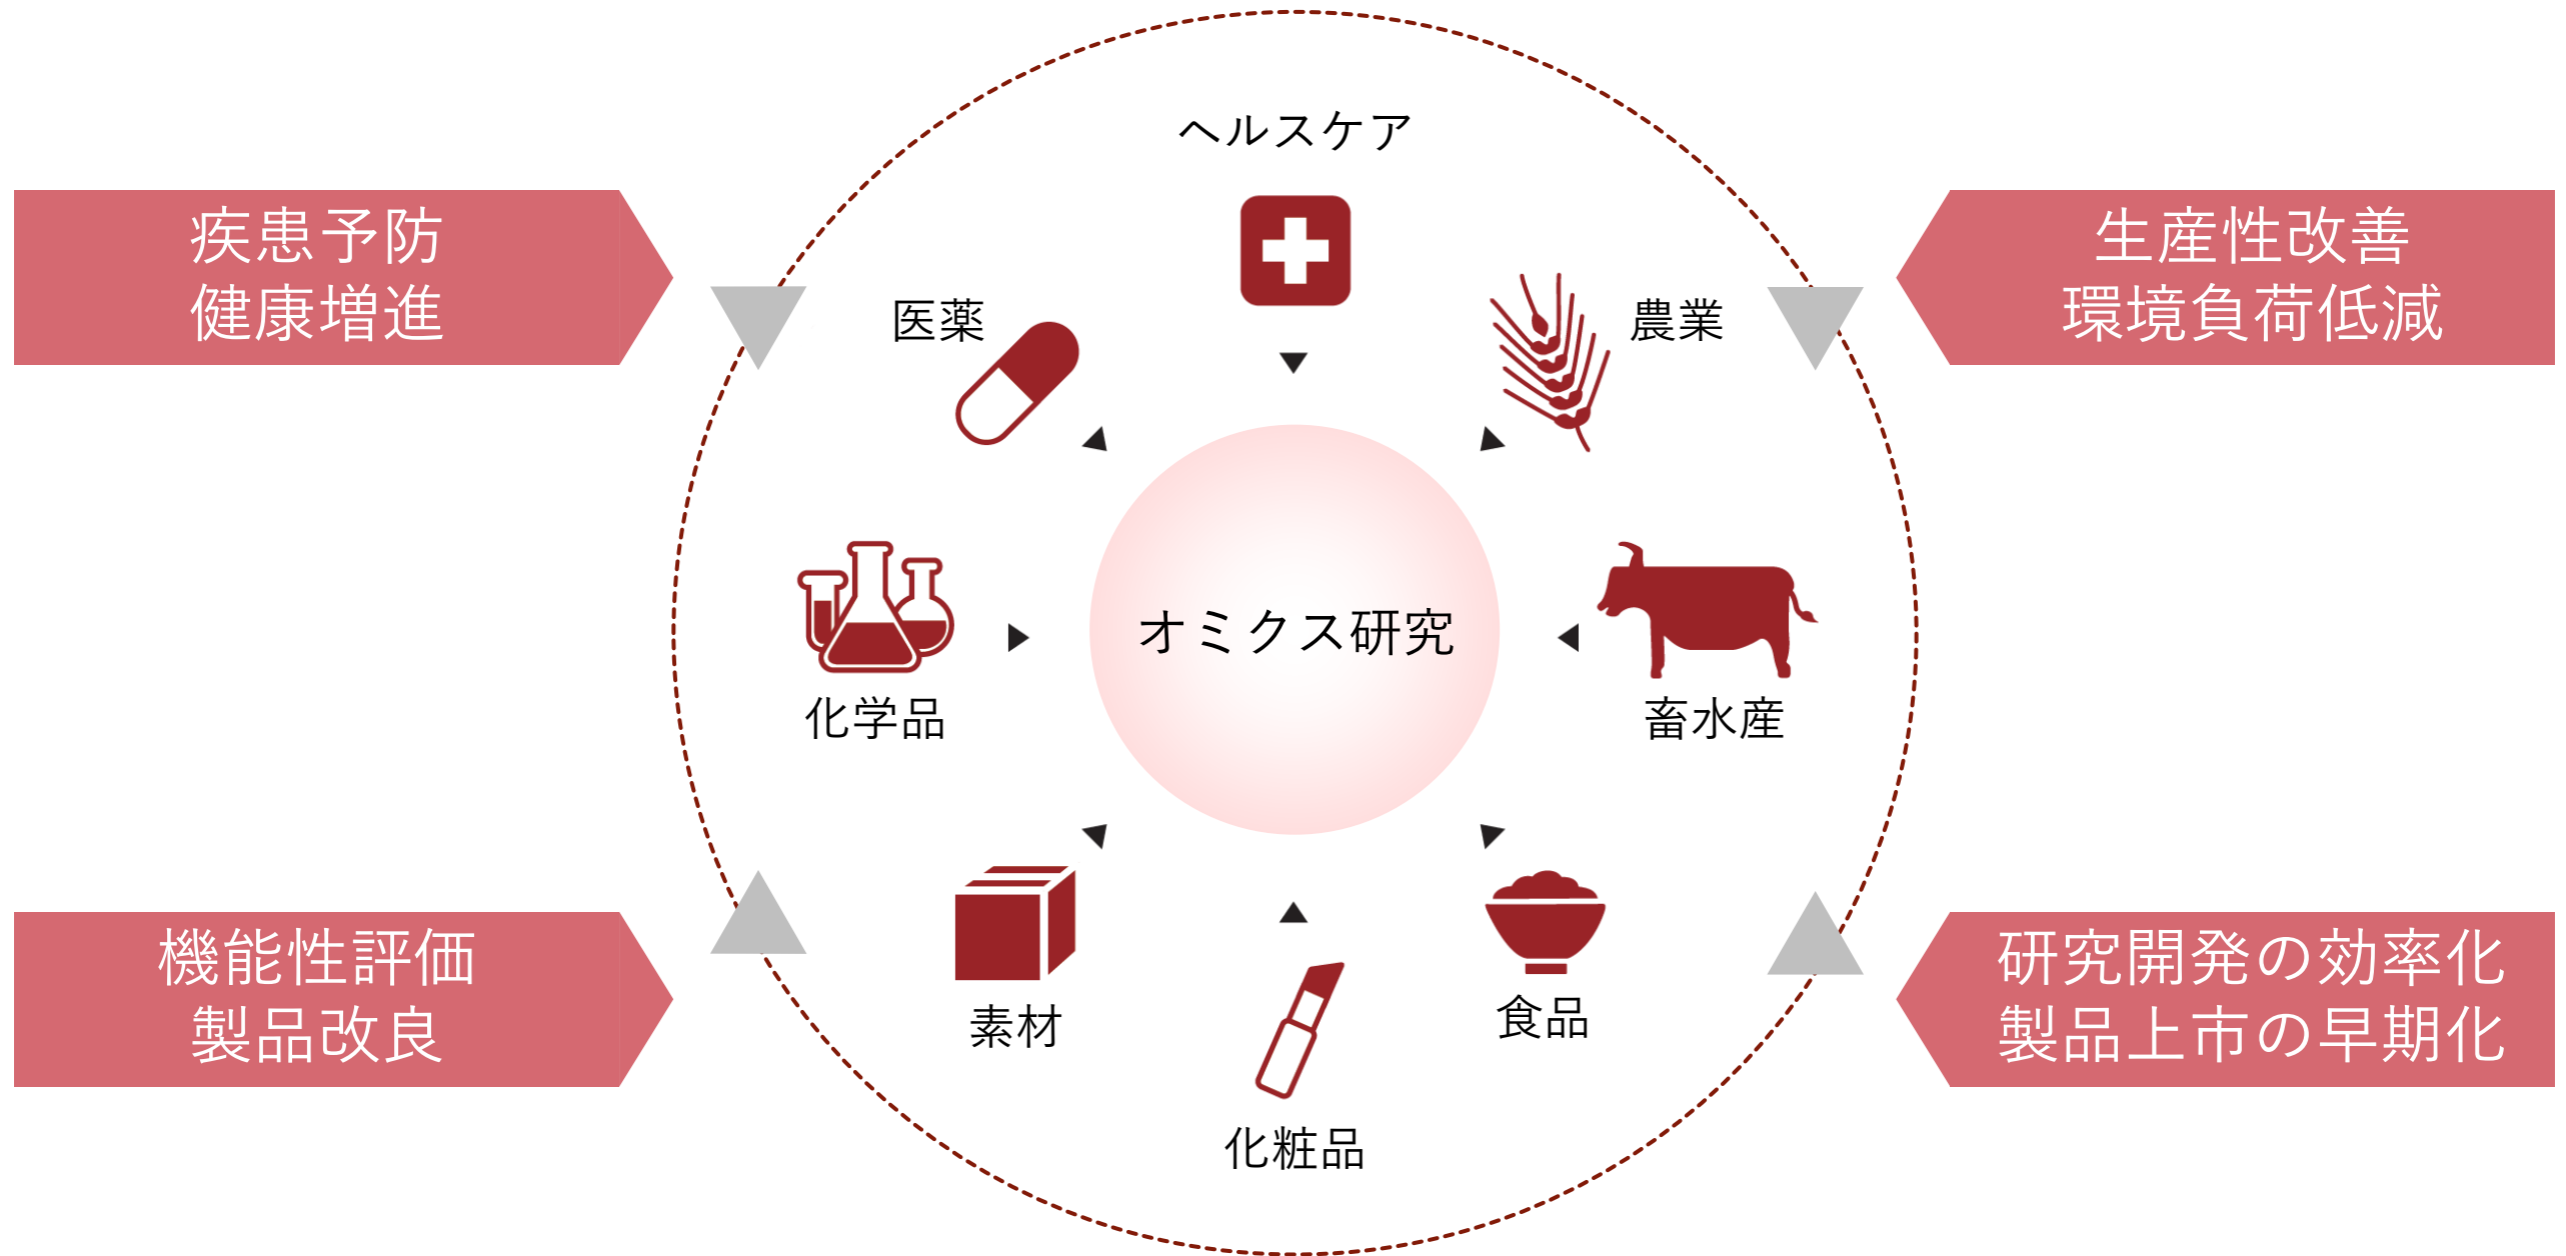 ヘルスケア
疾患予防
健康増進
生産性改善
環境負荷低減
医薬
農業
オミクス研究
化学品
畜水産
機能性評価
製品改良
研究開発の効率化
製品上市の早期化
素材
食品
化粧品